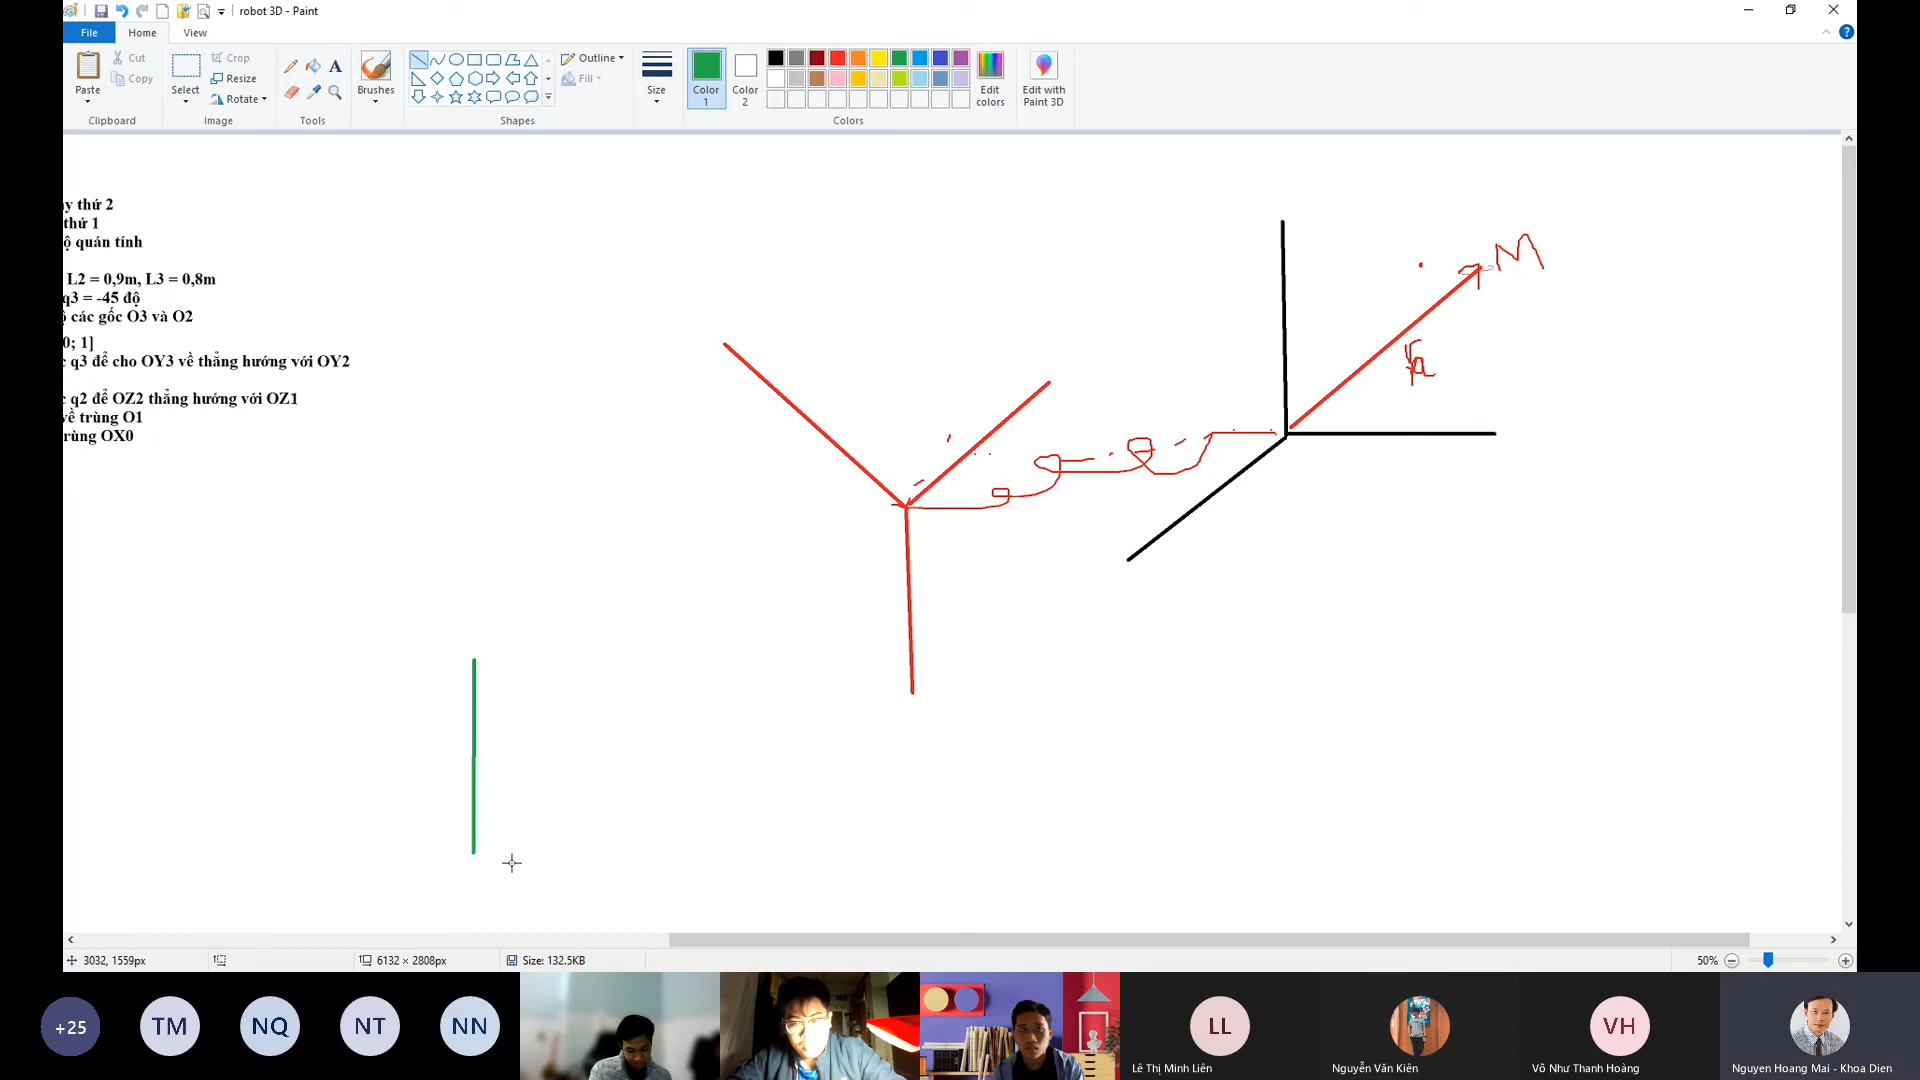 robot 3D - Paint
File Home View
Paste
Cut
Copy
Clipboard
Select
Crop
Resize
Rotate
Image
Tools
Brushes
Shapes
Outline
Fill
Size
Color 1
Color 2
Colors
Edit colors
Edit with Paint 3D
ay thứ 2
thứ 1
ộ quán tính
L2 = 0,9m, L3 = 0,8m
q3 = -45 độ
ộ các gốc O3 và O2
0; 1]
c q3 để cho OY3 về thẳng hướng với OY2
c q2 để OZ2 thẳng hướng với OZ1
về trùng O1
trùng OX0
M
3032, 1559px
6132 × 2808px
Size: 132.5KB
50%
+25
TM
NQ
NT
NN
LL
Lê Thị Minh Liên
Nguyễn Văn Kiên
VH
Võ Như Thanh Hoàng
Nguyen Hoang Mai - Khoa Dien